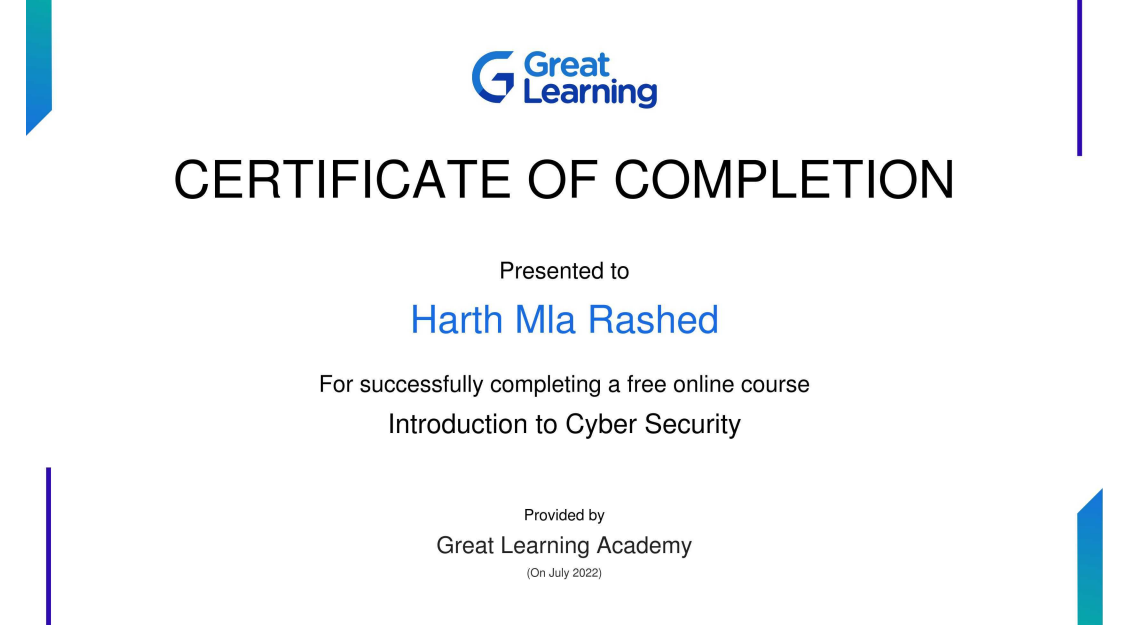 Great
Learning
CERTIFICATE OF COMPLETION
Presented to
Harth Mla Rashed
For successfully completing a free online course
Introduction to Cyber Security
Provided by
Great Learning Academy
(On July 2022)